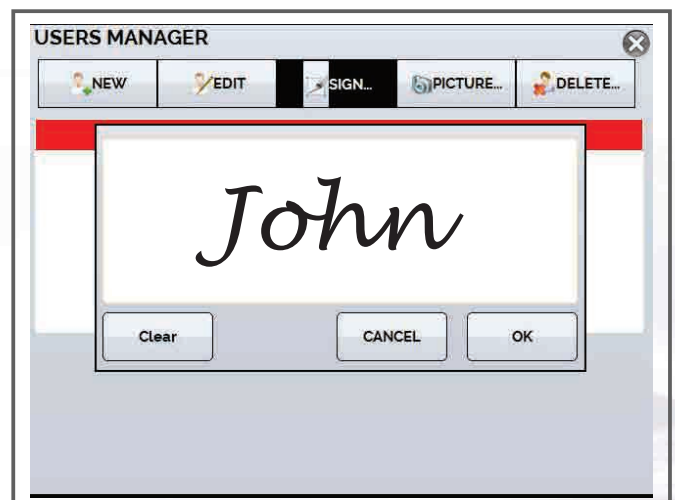 USERS MANAGER
NEW EDIT SIGN... PICTURE... DELETE...
John
Clear CANCEL OK